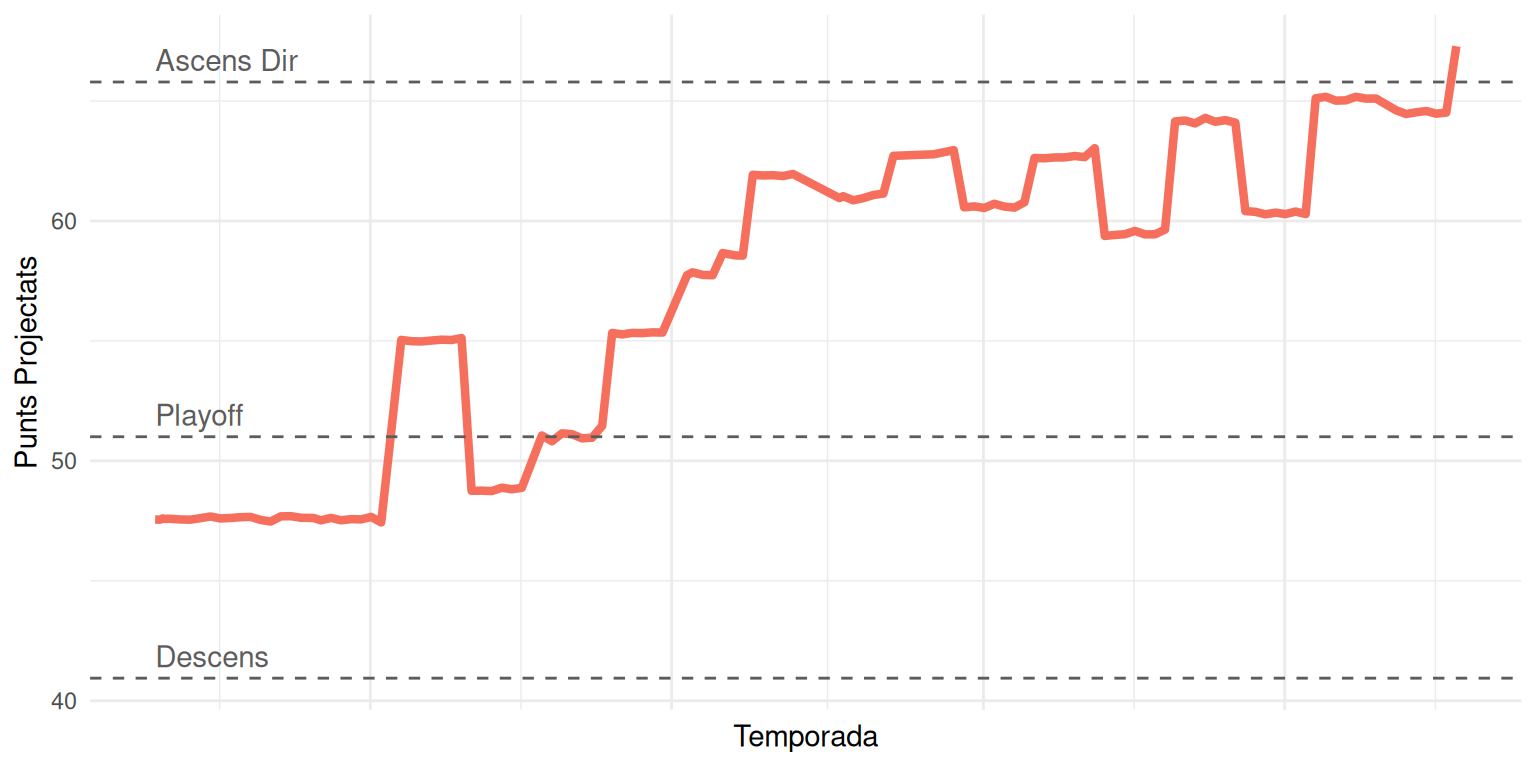 Ascens Dir
60
Playoff
50
Descens
40
Punts Projectats
Temporada